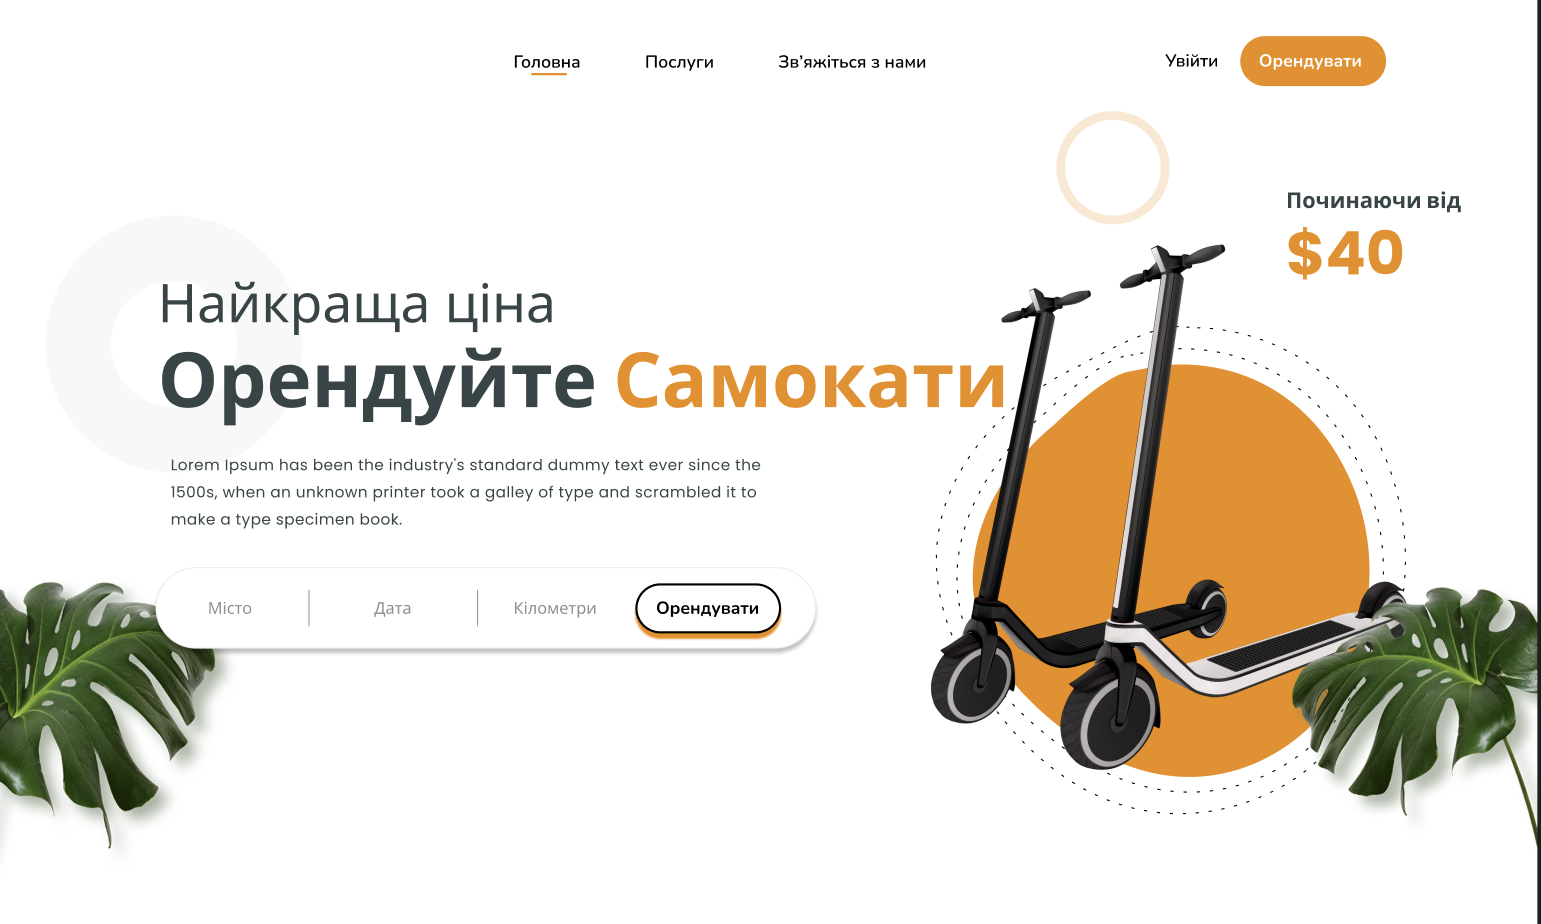 Головна
Послуги
Зв’яжіться з нами
Увійти
Орендувати
Починаючи від
$40
Найкраща ціна
Орендуйте Самокати
Lorem Ipsum has been the industry's standard dummy text ever since the
1500s, when an unknown printer took a galley of type and scrambled it to
make a type specimen book.
Місто
Дата
Кілометри
Орендувати